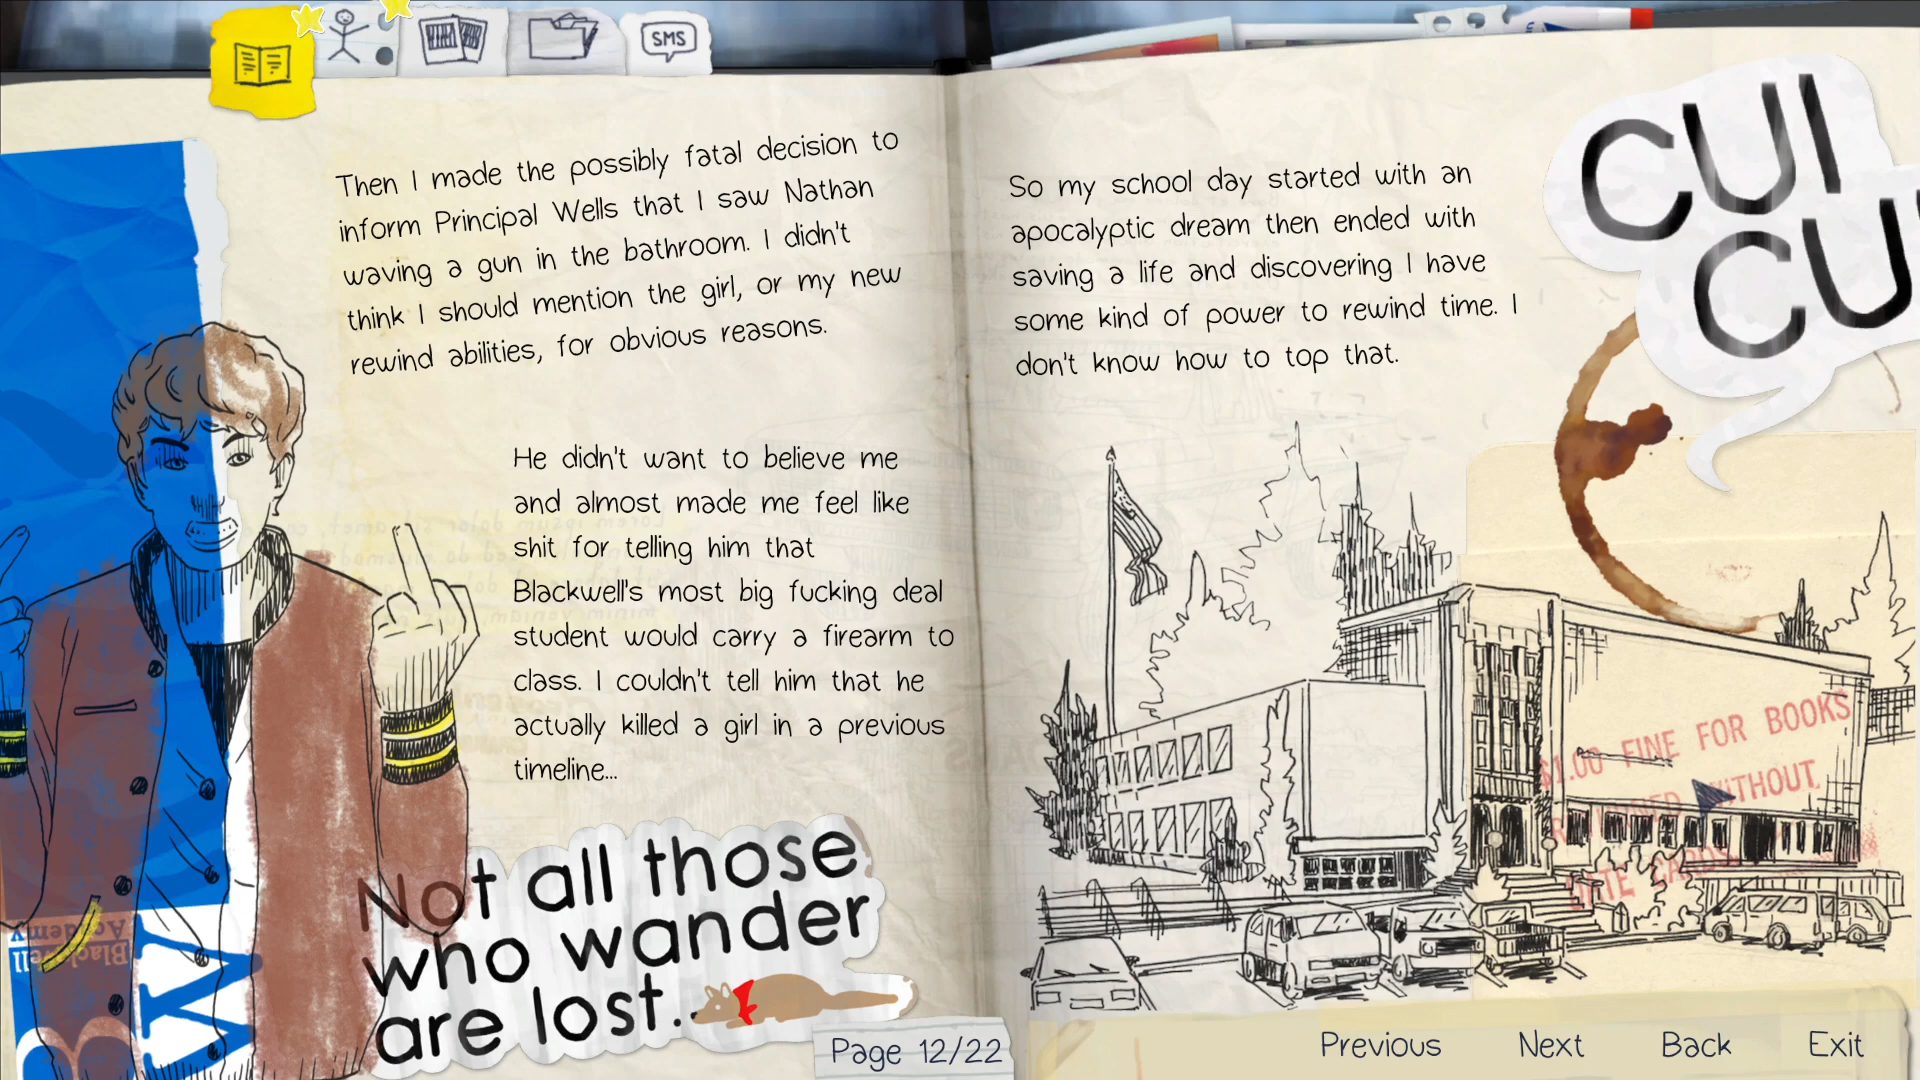 SMS
Then I made the possibly fatal decision to
inform Principal Wells that I saw Nathan
waving a gun in the bathroom. I didn't
think I should mention the girl, or my new
rewind abilities, for obvious reasons.
He didn't want to believe me
and almost made me feel like
shit for telling him that
Blackwell's most big fucking deal
student would carry a firearm to
class. I couldn't tell him that he
actually killed a girl in a previous
timeline...
Not all those
who wander
are lost...
Blackwell
Academy
Page 12/22
So my school day started with an
apocalyptic dream then ended with
saving a life and discovering I have
some kind of power to rewind time. I
don't know how to top that.
CUI
CU
$1.00 FINE FOR BOOKS
WITHOUT
DATE CARDS
Previous
Next
Back
Exit